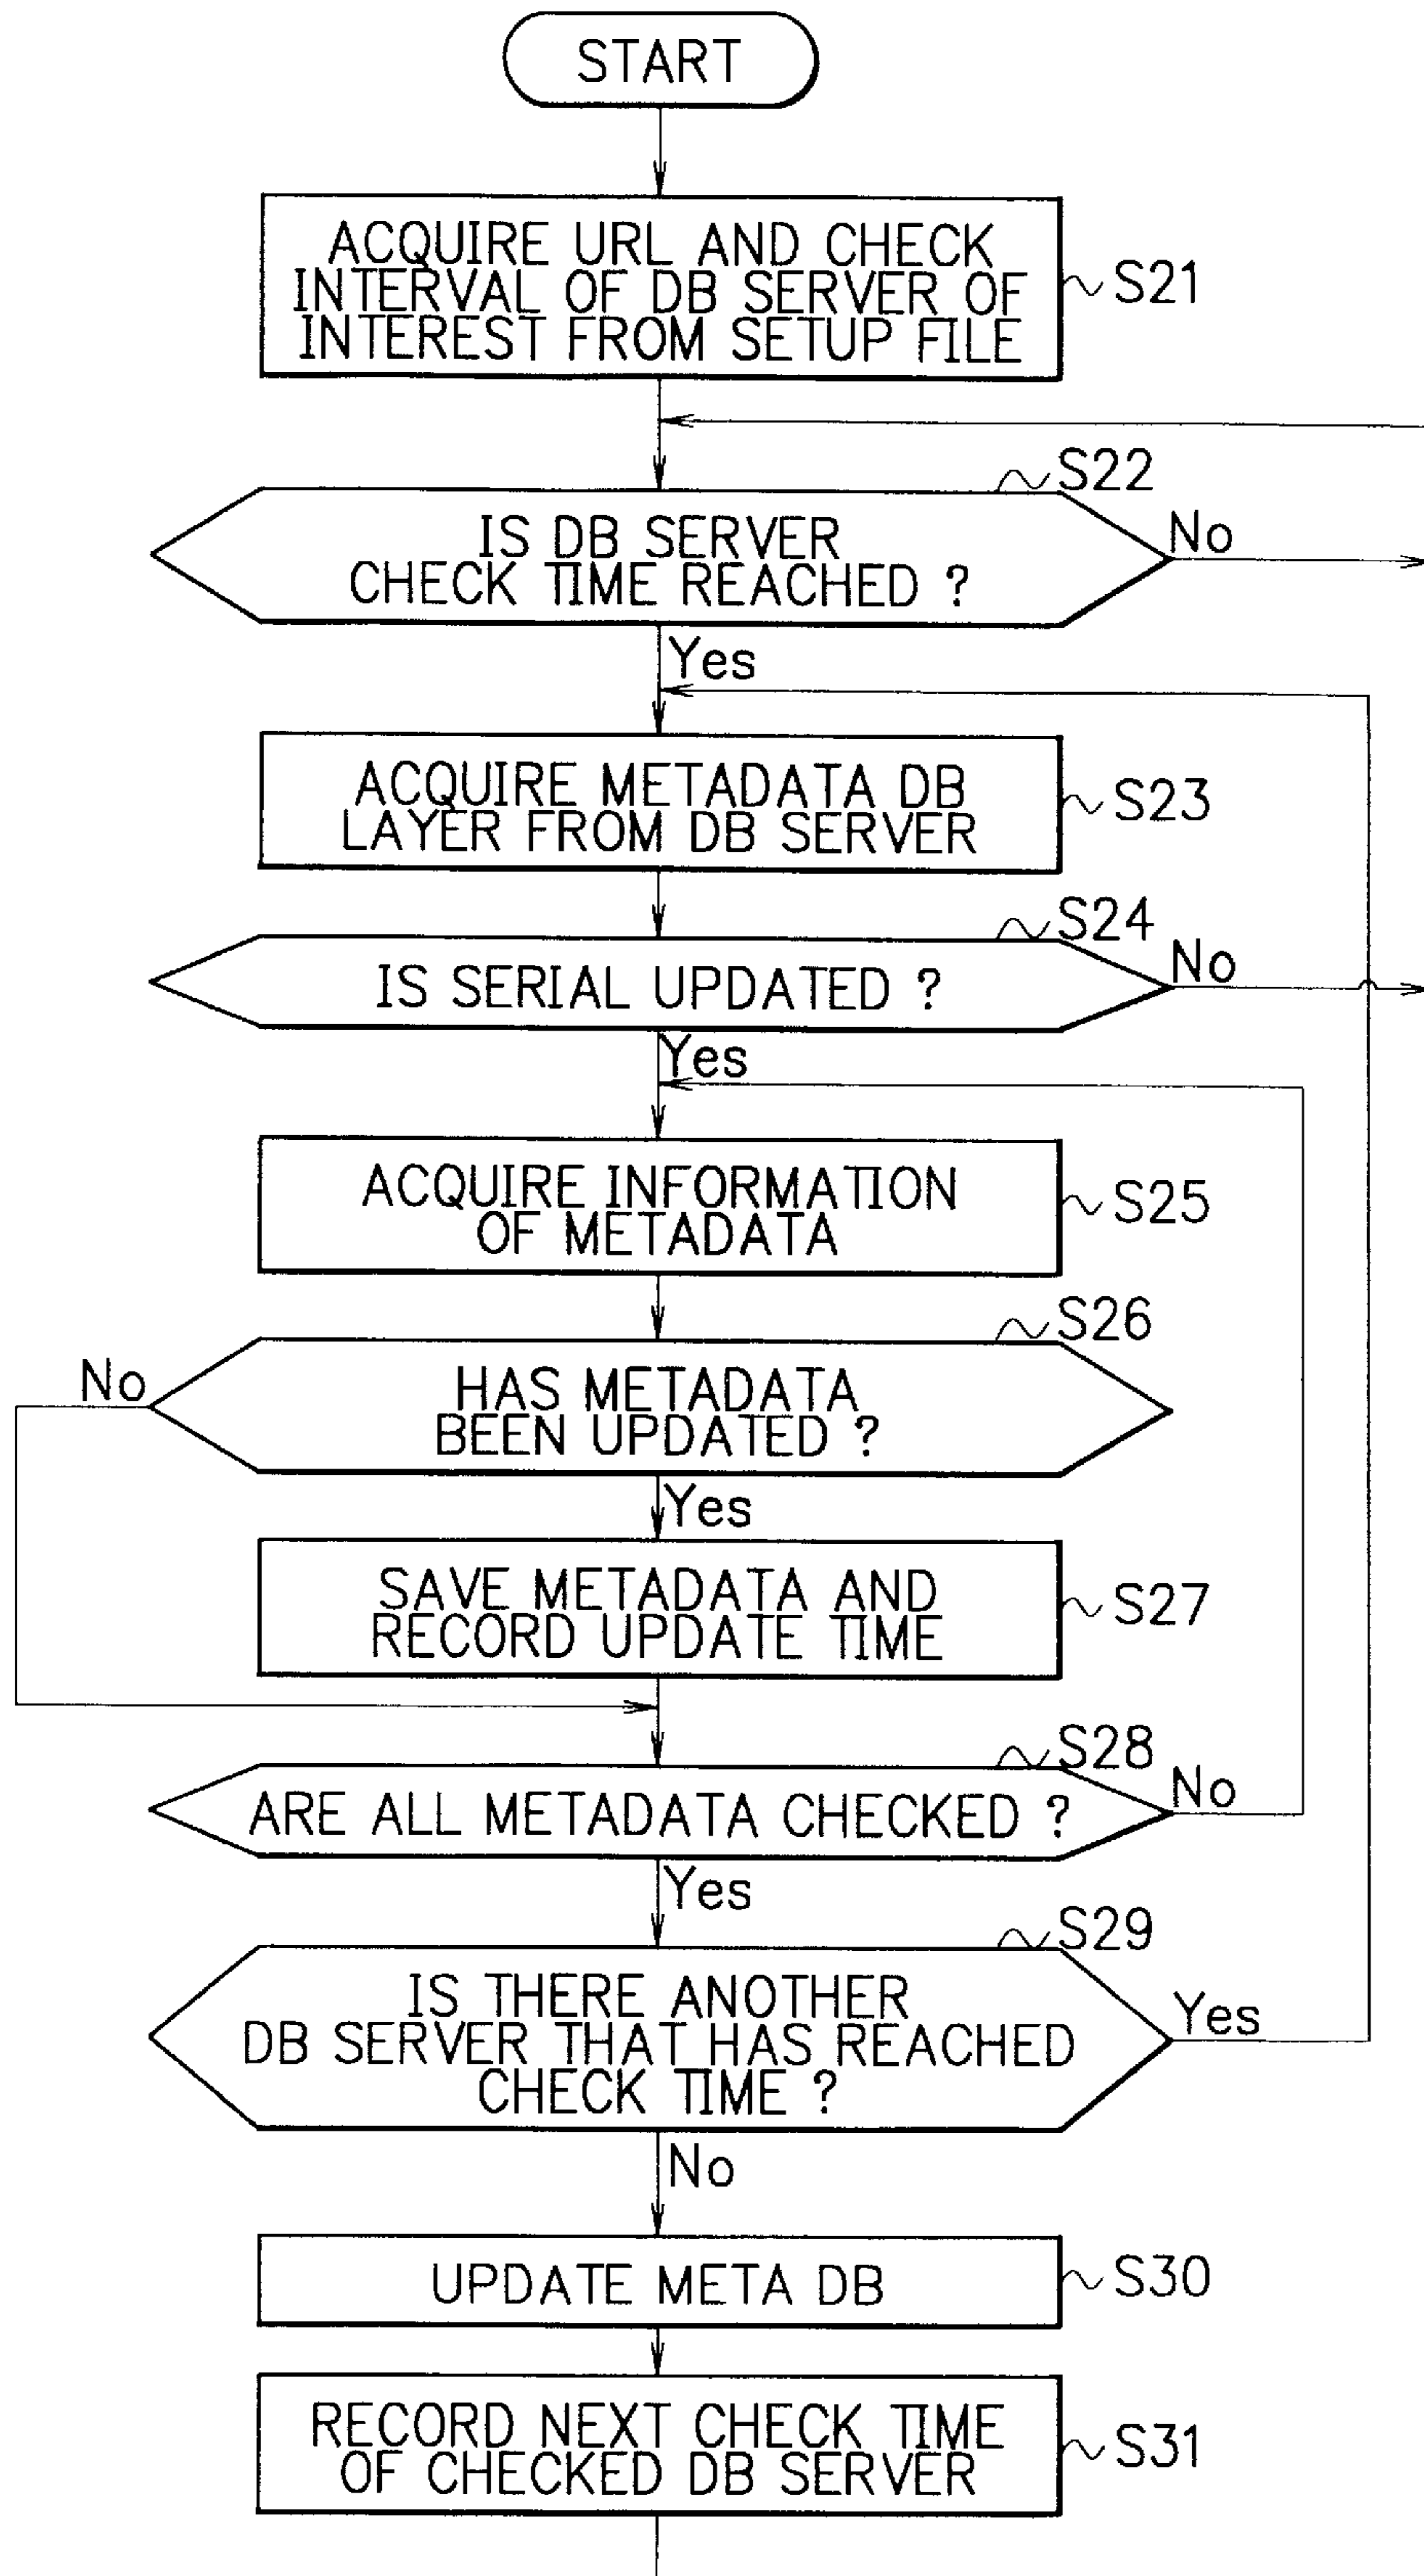 START
ACQUIRE URL AND CHECK
INTERVAL OF DB SERVER OF
INTEREST FROM SETUP FILE
S21
S22
IS DB SERVER
CHECK TIME REACHED ?
No
Yes
ACQUIRE METADATA DB
LAYER FROM DB SERVER
S23
S24
IS SERIAL UPDATED ?
No
Yes
ACQUIRE INFORMATION
OF METADATA
S25
S26
No
HAS METADATA
BEEN UPDATED ?
Yes
SAVE METADATA AND
RECORD UPDATE TIME
S27
S28
ARE ALL METADATA CHECKED ?
No
Yes
S29
IS THERE ANOTHER
DB SERVER THAT HAS REACHED
CHECK TIME ?
Yes
No
UPDATE META DB
S30
RECORD NEXT CHECK TIME
OF CHECKED DB SERVER
S31